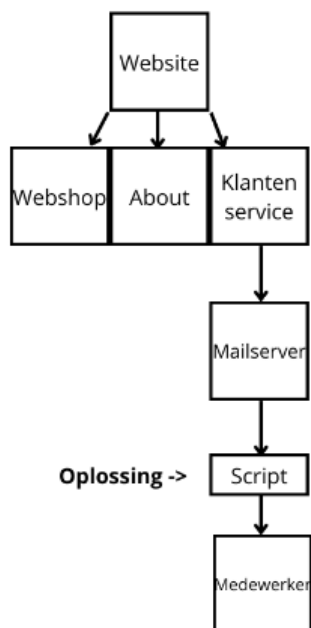 Website
Webshop
About
Klanten
service
Mailserver
Oplossing ->
Script
Medewerker